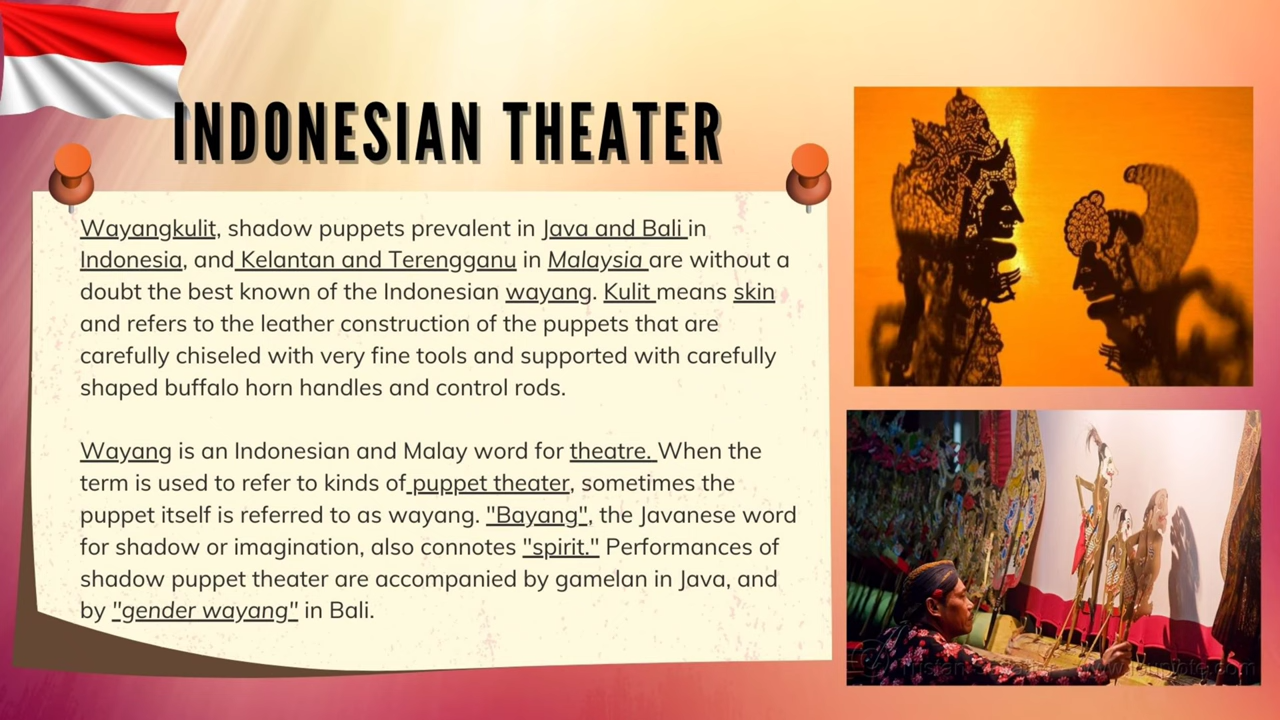 INDONESIAN THEATER
Wayangkulit, shadow puppets prevalent in Java and Bali in
Indonesia, and Kelantan and Terengganu in Malaysia are without a
doubt the best known of the Indonesian wayang. Kulit means skin
and refers to the leather construction of the puppets that are
carefully chiseled with very fine tools and supported with carefully
shaped buffalo horn handles and control rods.
Wayang is an Indonesian and Malay word for theatre. When the
term is used to refer to kinds of puppet theater, sometimes the
puppet itself is referred to as wayang. "Bayang", the Javanese word
for shadow or imagination, also connotes "spirit." Performances of
shadow puppet theater are accompanied by gamelan in Java, and
by "gender wayang" in Bali.